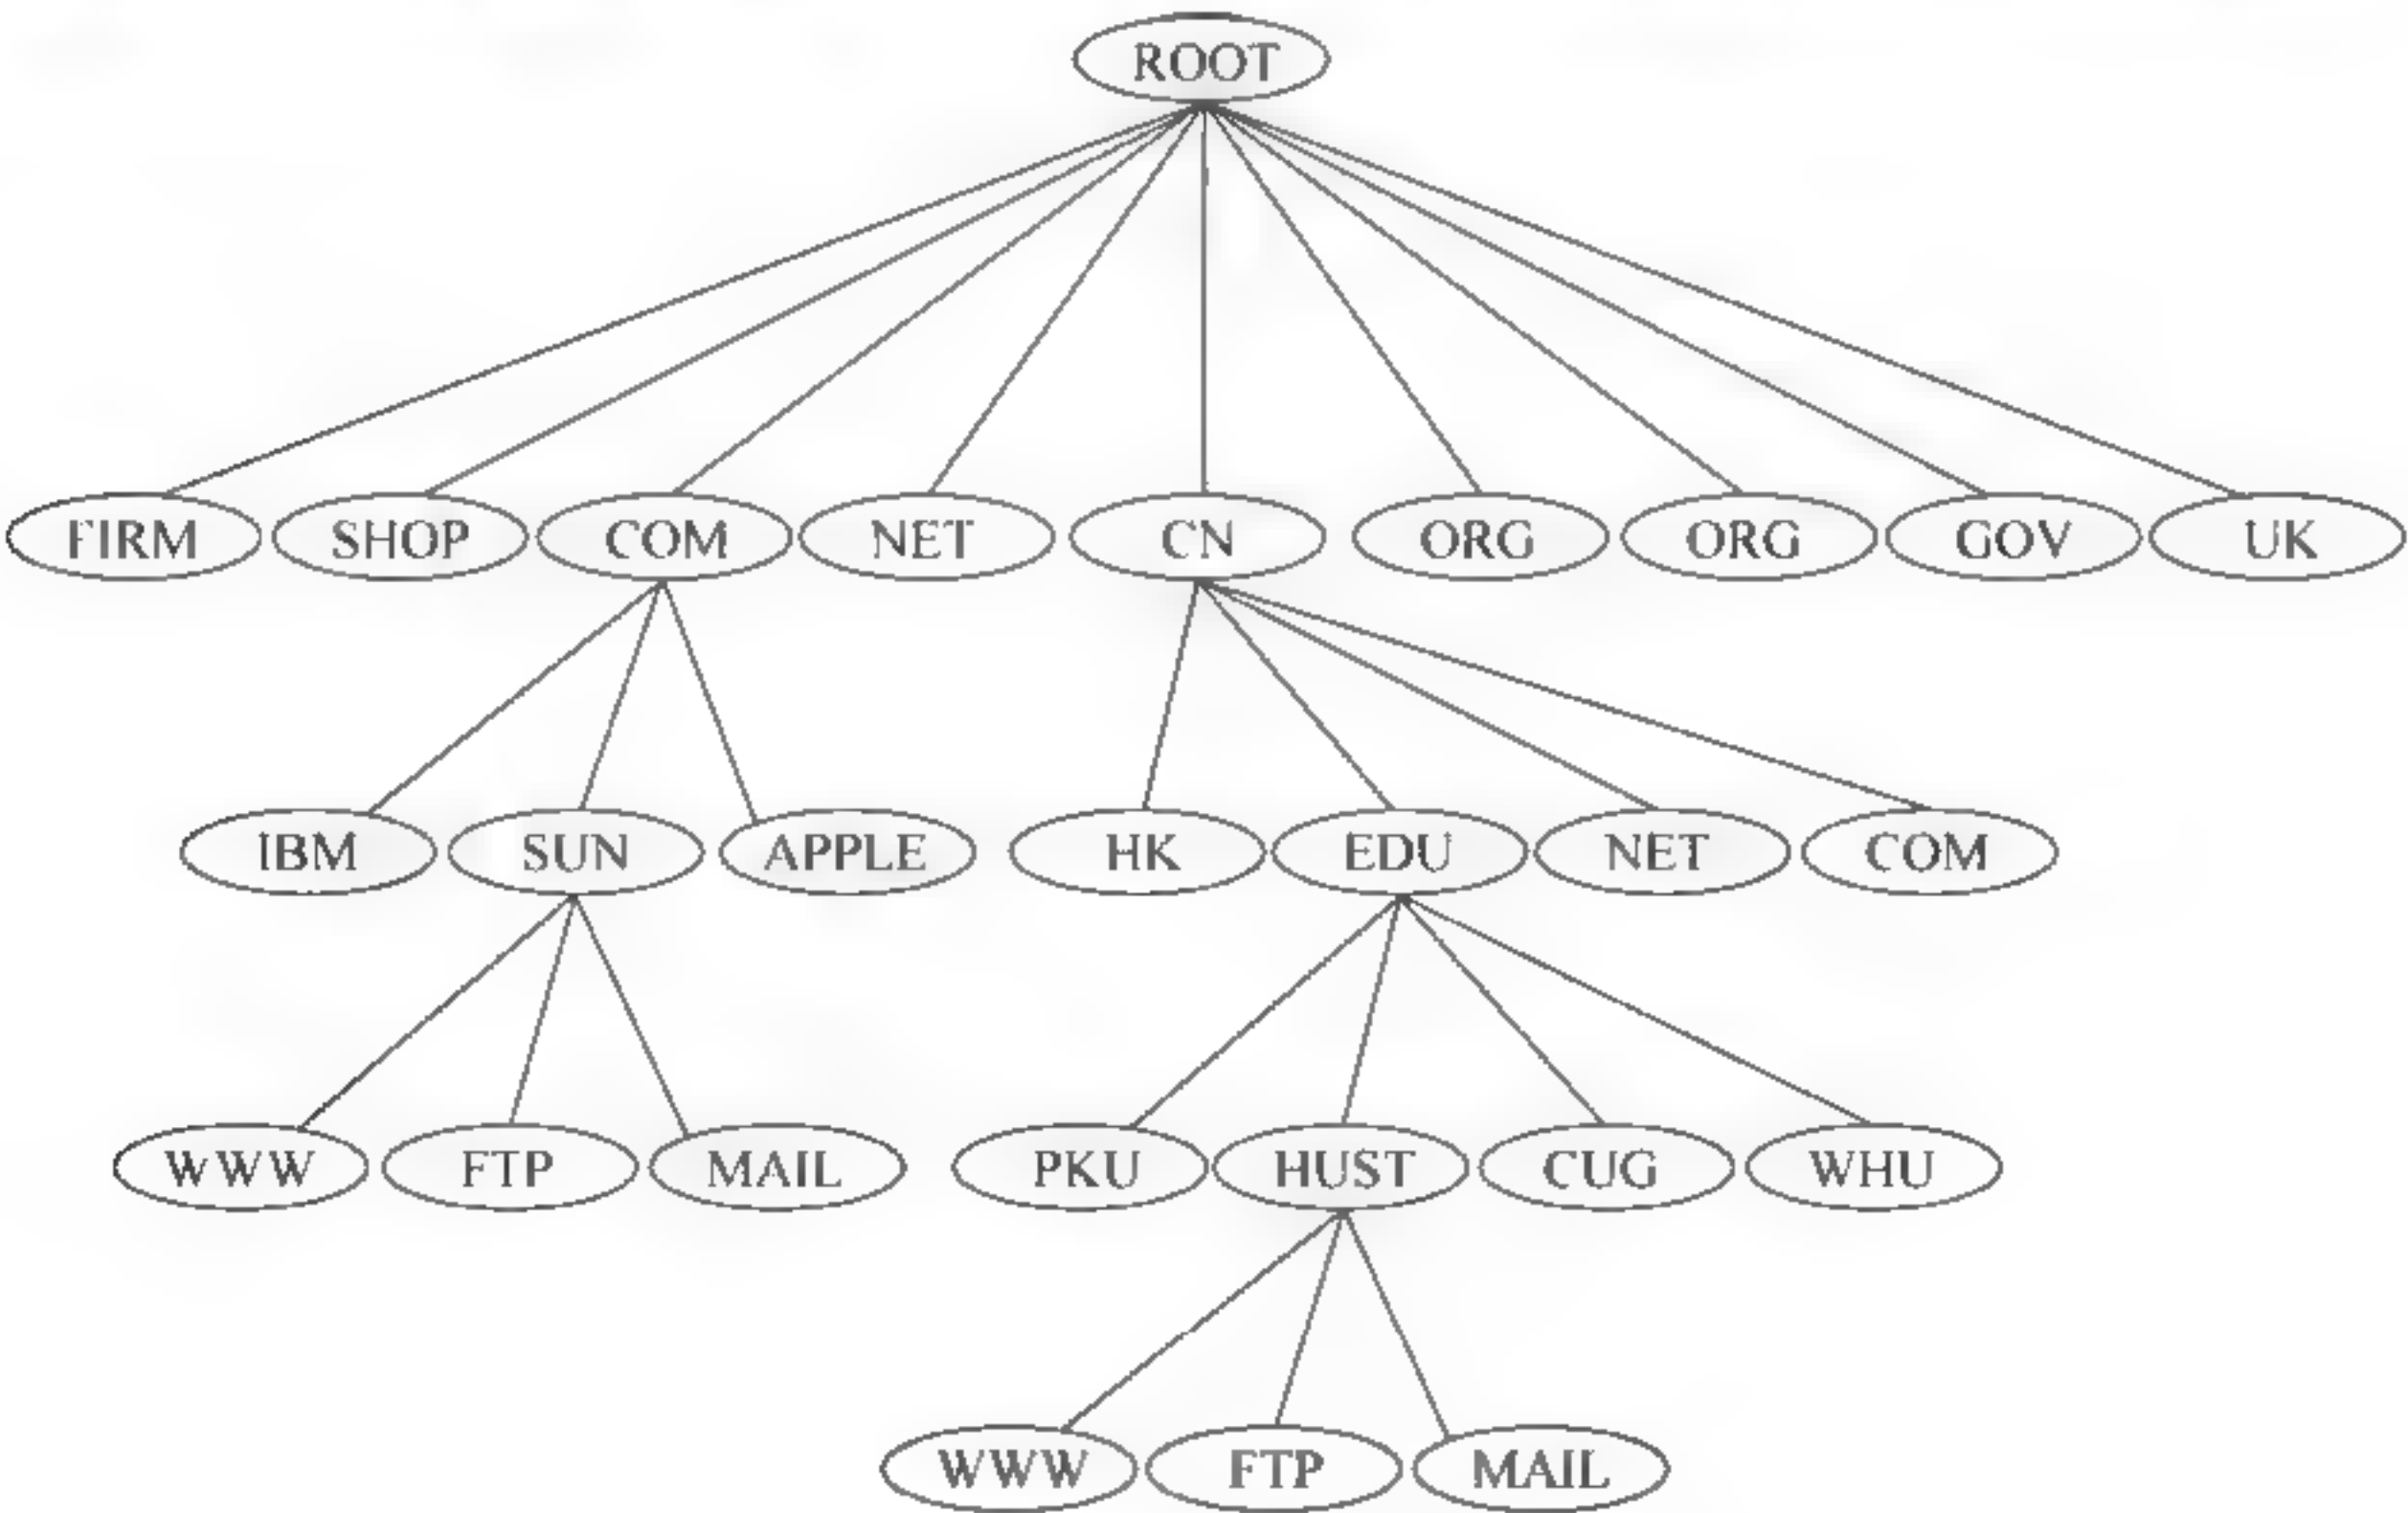 ROOT
FIRM SHOP COM NET CN ORG ORG GOV UK
IBM SUN APPLE HK EDU NET COM
WWW FTP MAIL PKU HUST CUG WHU
WWW FTP MAIL